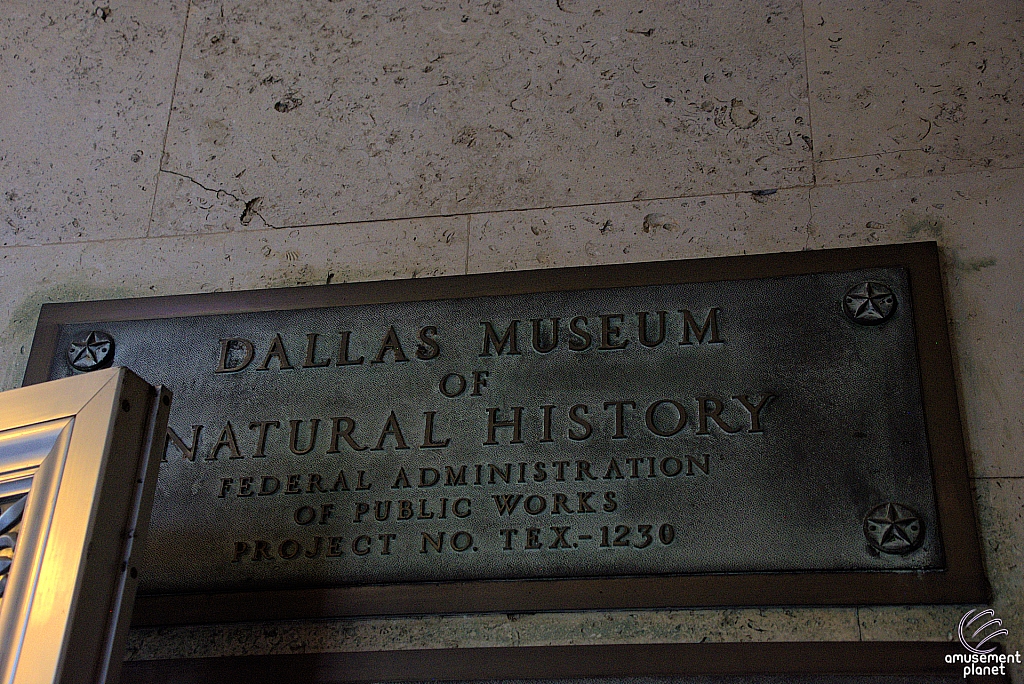 DALLAS MUSEUM
OF
NATURAL HISTORY
FEDERAL ADMINISTRATION
OF PUBLIC WORKS
PROJECT NO. TEX.-1230
amusement
planet